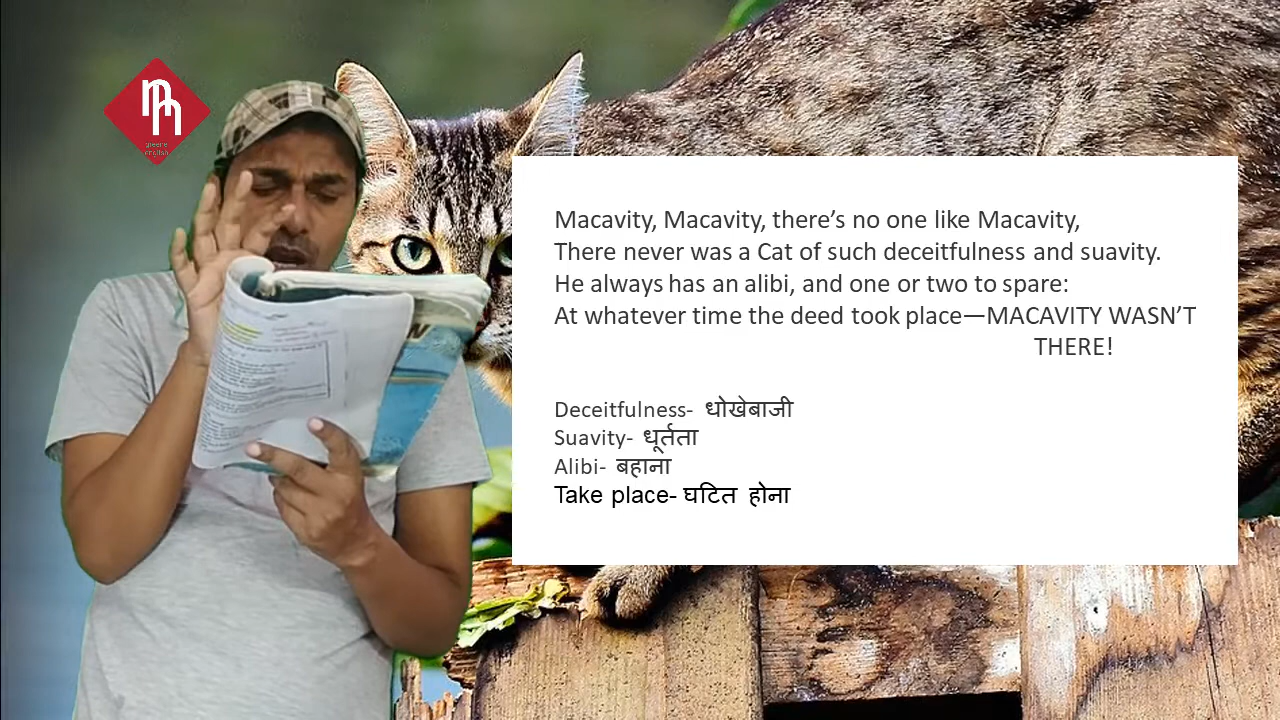 greene
english
Macavity, Macavity, there's no one like Macavity,
There never was a Cat of such deceitfulness and suavity.
He always has an alibi, and one or two to spare:
At whatever time the deed took place—MACAVITY WASN'T
THERE!
Deceitfulness- धोखेबाजी
Suavity- धूर्तता
Alibi- बहाना
Take place- घटित होना